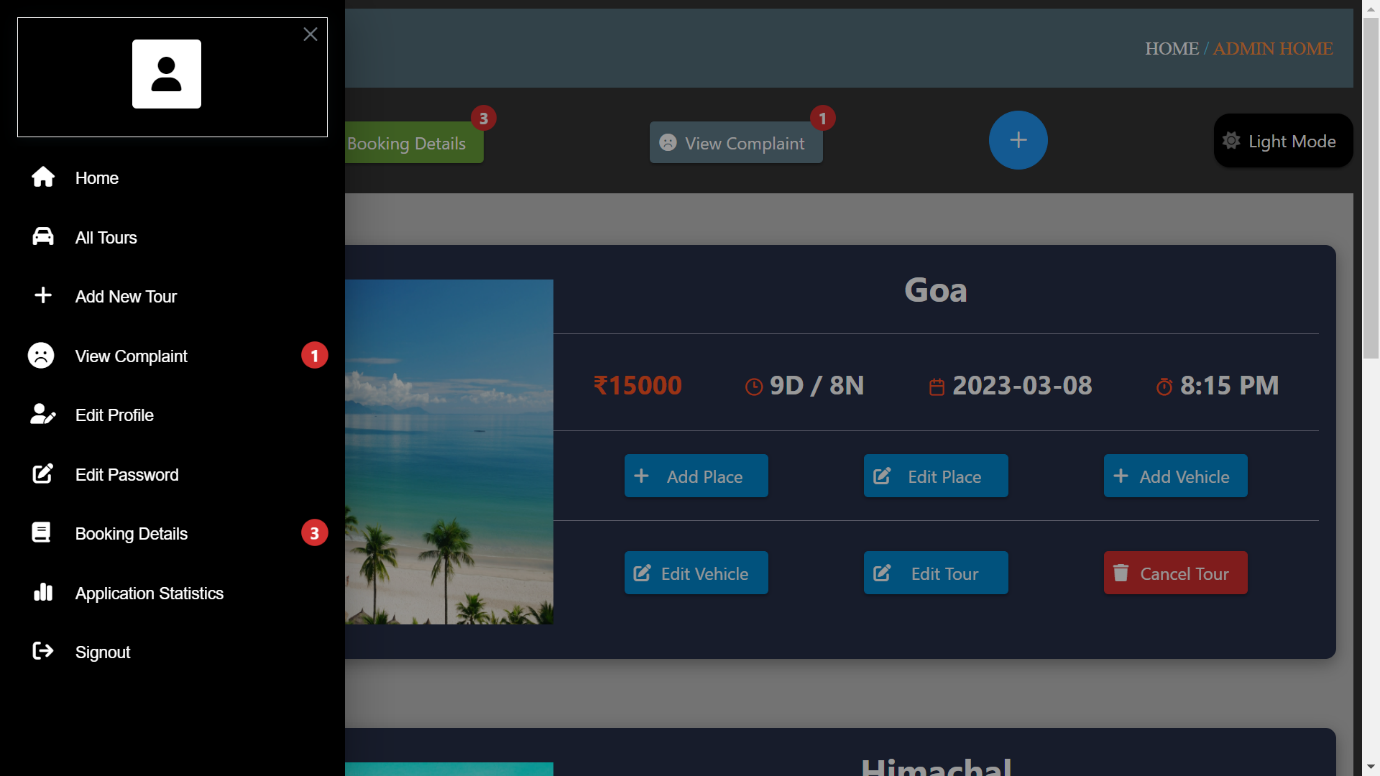 Home
All Tours
Add New Tour
View Complaint 1
Edit Profile
Edit Password
Booking Details 3
Application Statistics
Signout
HOME / ADMIN HOME
Booking Details 3
View Complaint 1
Light Mode
Goa
₹15000 9D / 8N 2023-03-08 8:15 PM
Add Place Edit Place Add Vehicle
Edit Vehicle Edit Tour Cancel Tour
Himachal